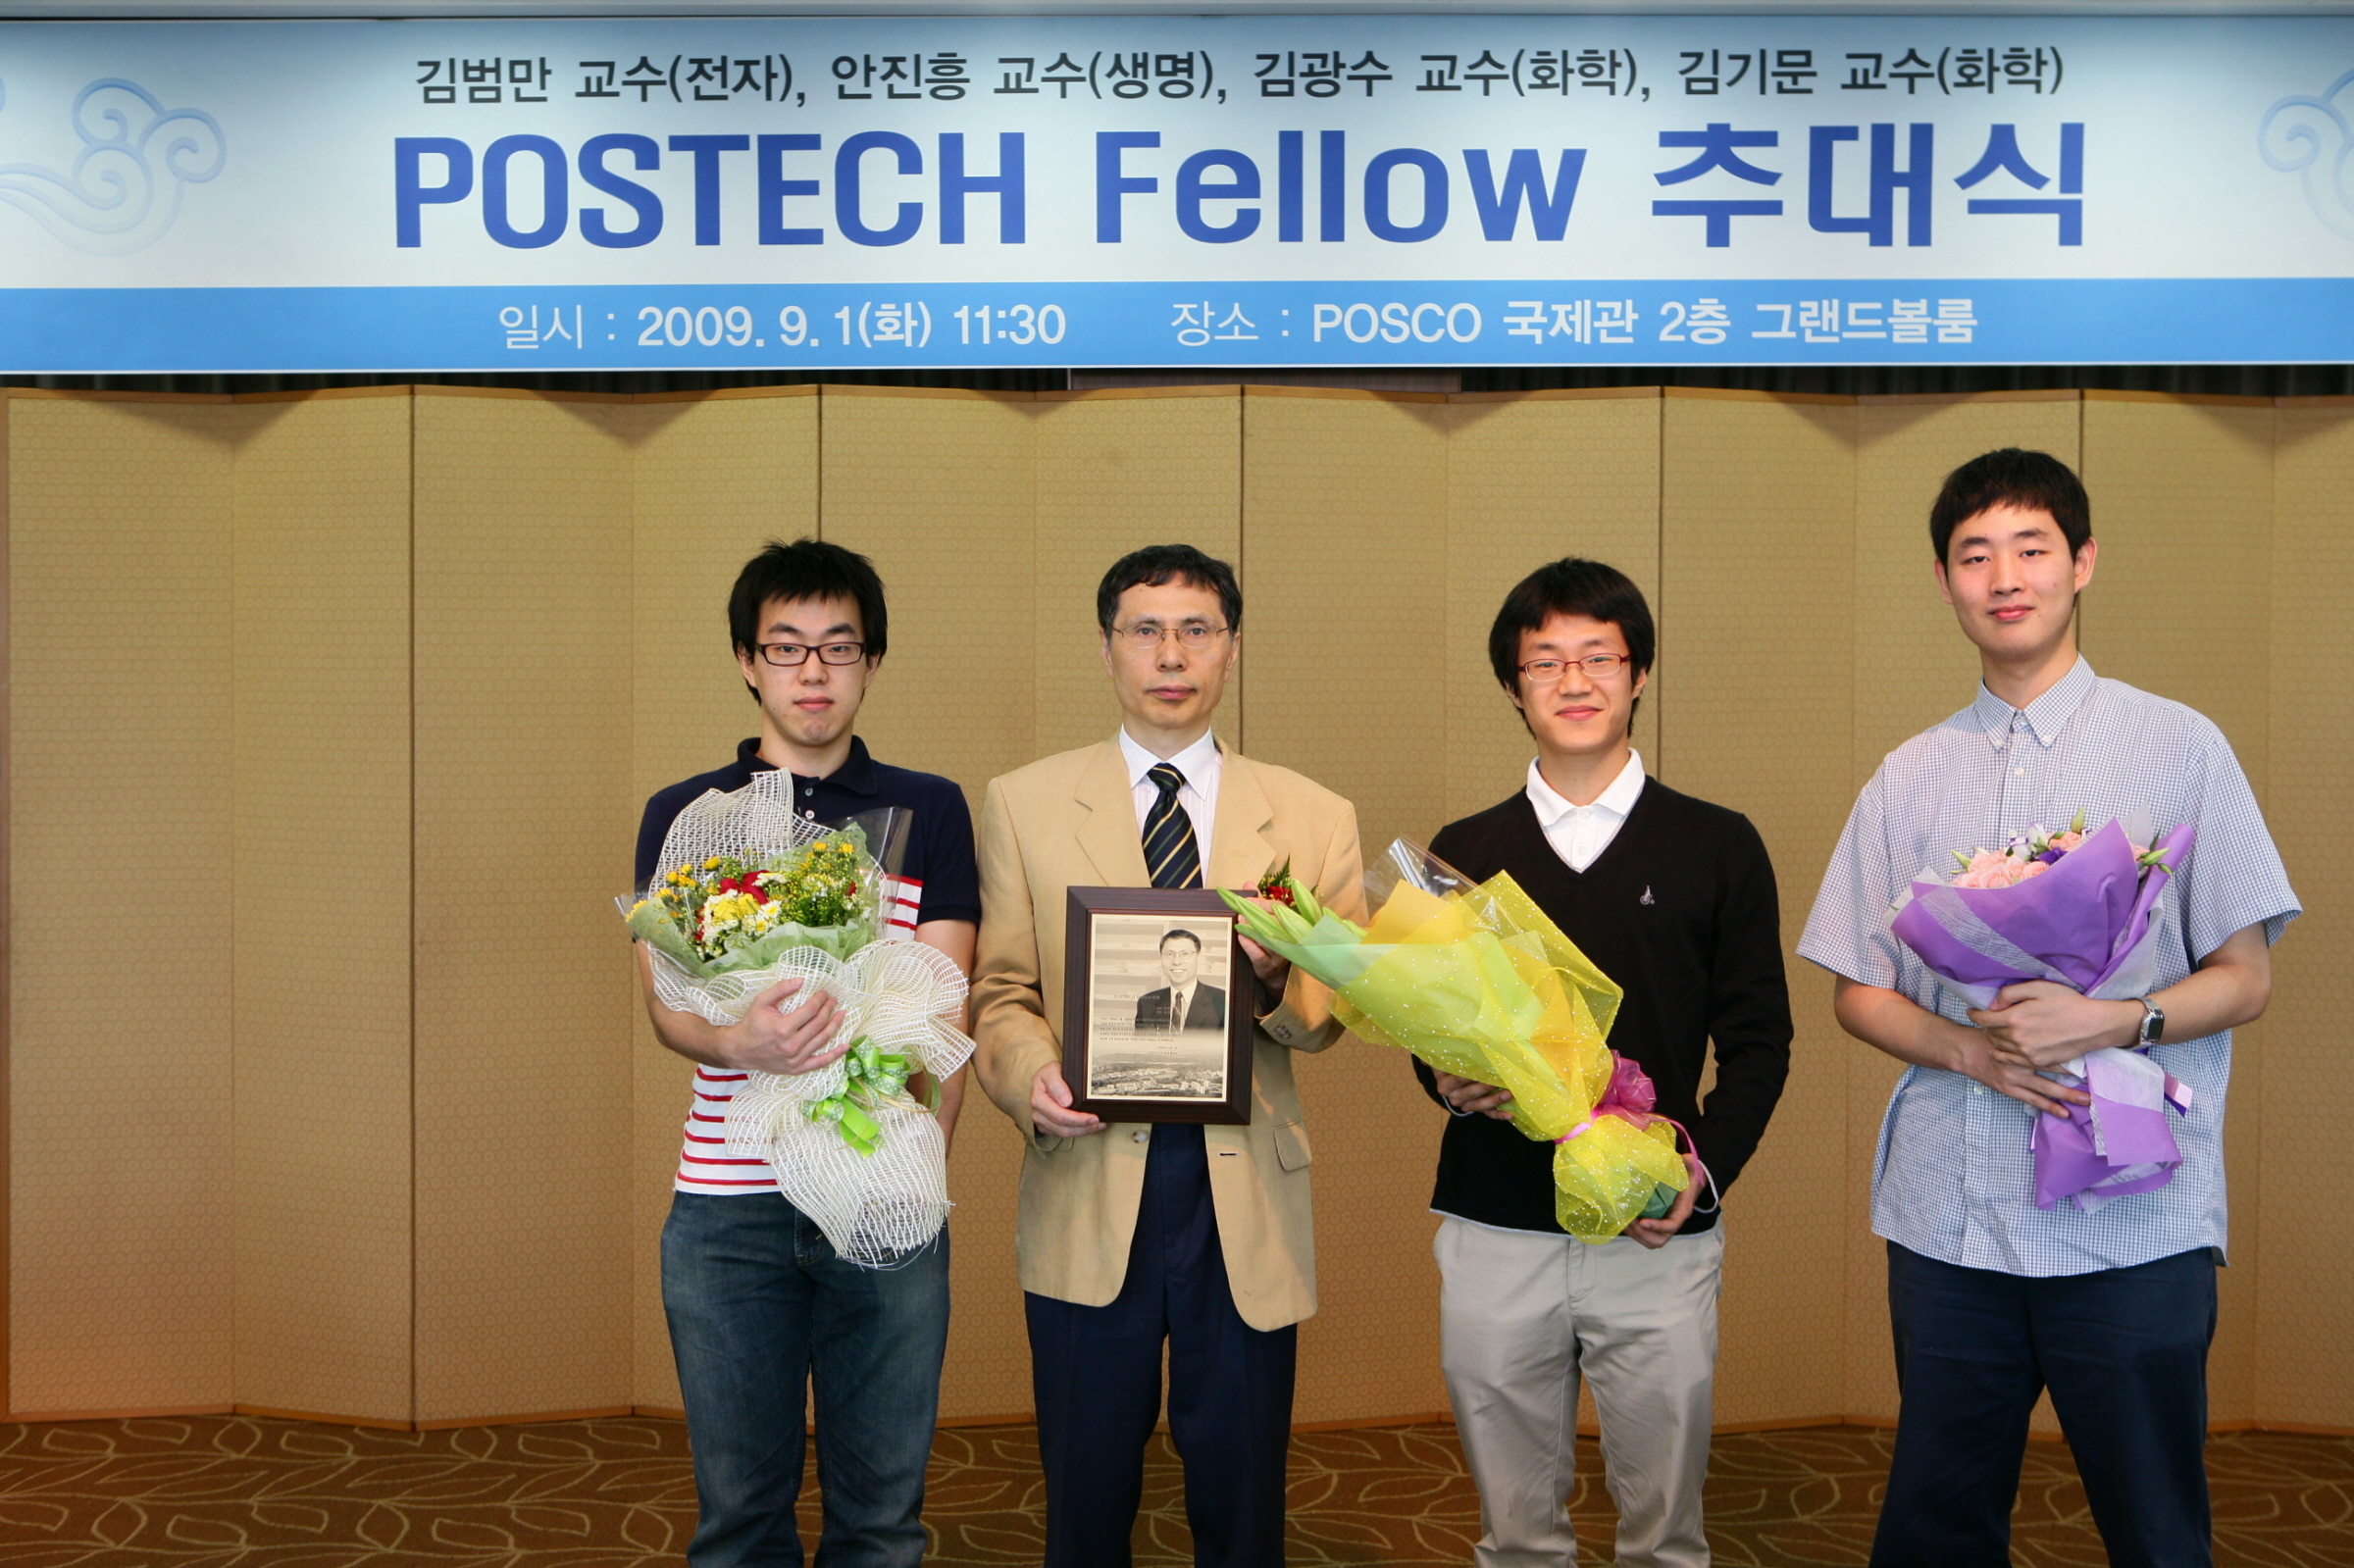 김범만 교수(전자), 안진흥 교수(생명), 김광수 교수(화학), 김기문 교수(화학)
POSTECH Fellow 추대식
일시 : 2009. 9. 1(화) 11:30 장소 : POSCO 국제관 2층 그랜드볼룸